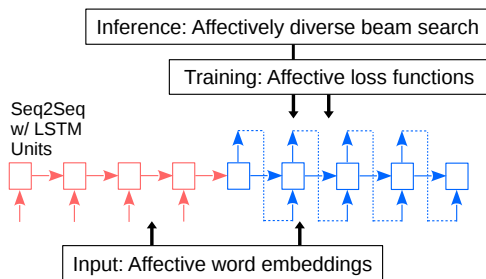 Inference: Affectively diverse beam search
Training: Affective loss functions
Seq2Seq
w/ LSTM
Units
Input: Affective word embeddings